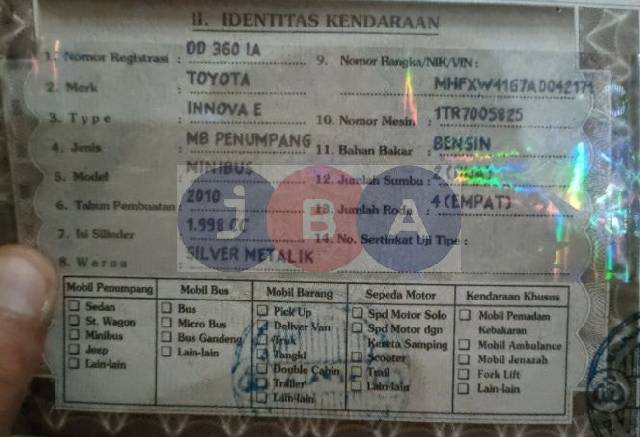 II. IDENTITAS KENDARAAN
1. Nomor Registrasi : DD 360 IA
2. Merk : TOYOTA
3. Type : INNOVA E
4. Jenis : MB PENUMPANG
5. Model : MINIBUS
6. Tahun Pembuatan : 2010
7. Isi Silinder : 1.998 CC
8. Warna : SILVER METALIK
9. Nomor Rangka/NIK/VIN :
MHFXW41G7A0042171
10. Nomor Mesin : 1TR7005825
11. Bahan Bakar : BENSIN
12. Jumlah Sumbu : 2
13. Jumlah Roda : 4 (EMPAT)
14. No. Sertifikat Uji Tipe :
JBA
Mobil Penumpang
Sedan
St. Wagon
Minibus
Jeep
Lain-lain
Mobil Bus
Bus
Micro Bus
Bus Gandeng
Lain-lain
Mobil Barang
Pick Up
Deliver Van
Truk
Tangki
Double Cabin
Trailer
Lain-lain
Sepeda Motor
Spd Motor Solo
Spd Motor dgn
Kereta Samping
Scooter
Trail
Lain-lain
Kendaraan Khusus
Mobil Pemadam
Kebakaran
Mobil Ambulance
Mobil Jenazah
Fork Lift
Lain-lain